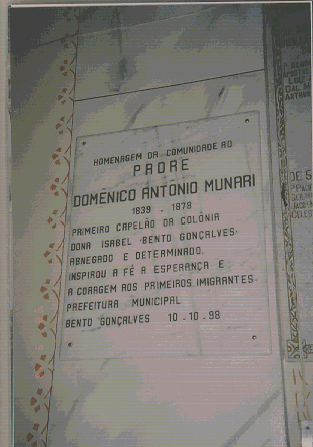 HOMENAGEM DA COMUNIDADE AO
PADRE
DOMÊNICO ANTONIO MUNARI
1839 - 1878
PRIMEIRO CAPELÃO DA COLÔNIA
DONA ISABEL - BENTO GONÇALVES.
ABNEGADO E DETERMINADO,
INSPIROU A FÉ A ESPERANÇA E
A CORAGEM AOS PRIMEIROS IMIGRANTES.
PREFEITURA MUNICIPAL
BENTO GONÇALVES 10.10.98